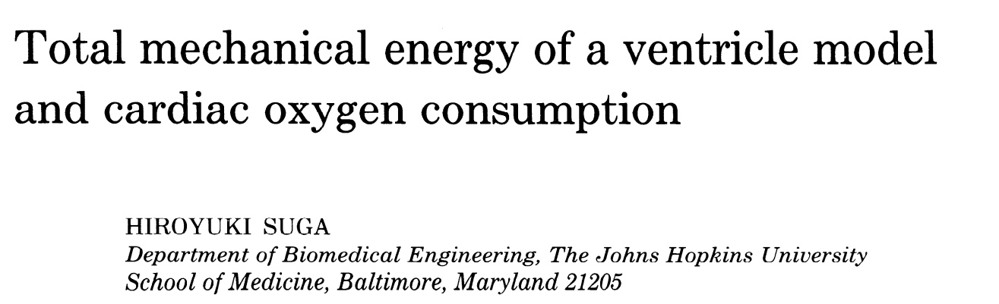 Total mechanical energy of a ventricle model
and cardiac oxygen consumption
HIROYUKI SUGA
Department of Biomedical Engineering, The Johns Hopkins University
School of Medicine, Baltimore, Maryland 21205